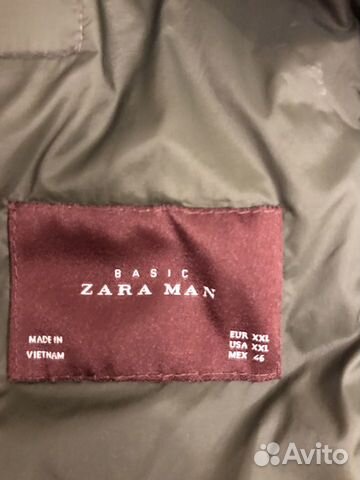 BASIC
ZARA MAN
MADE IN
VIETNAM
EUR XXL
USA XXL
MEX 46
Avito